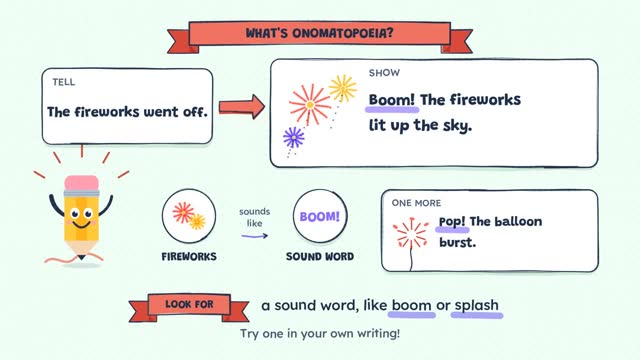 WHAT'S ONOMATOPOEIA?
TELL
The fireworks went off.
SHOW
Boom! The fireworks
lit up the sky.
FIREWORKS
sounds
like
BOOM!
SOUND WORD
ONE MORE
Pop! The balloon
burst.
LOOK FOR
a sound word, like boom or splash
Try one in your own writing!